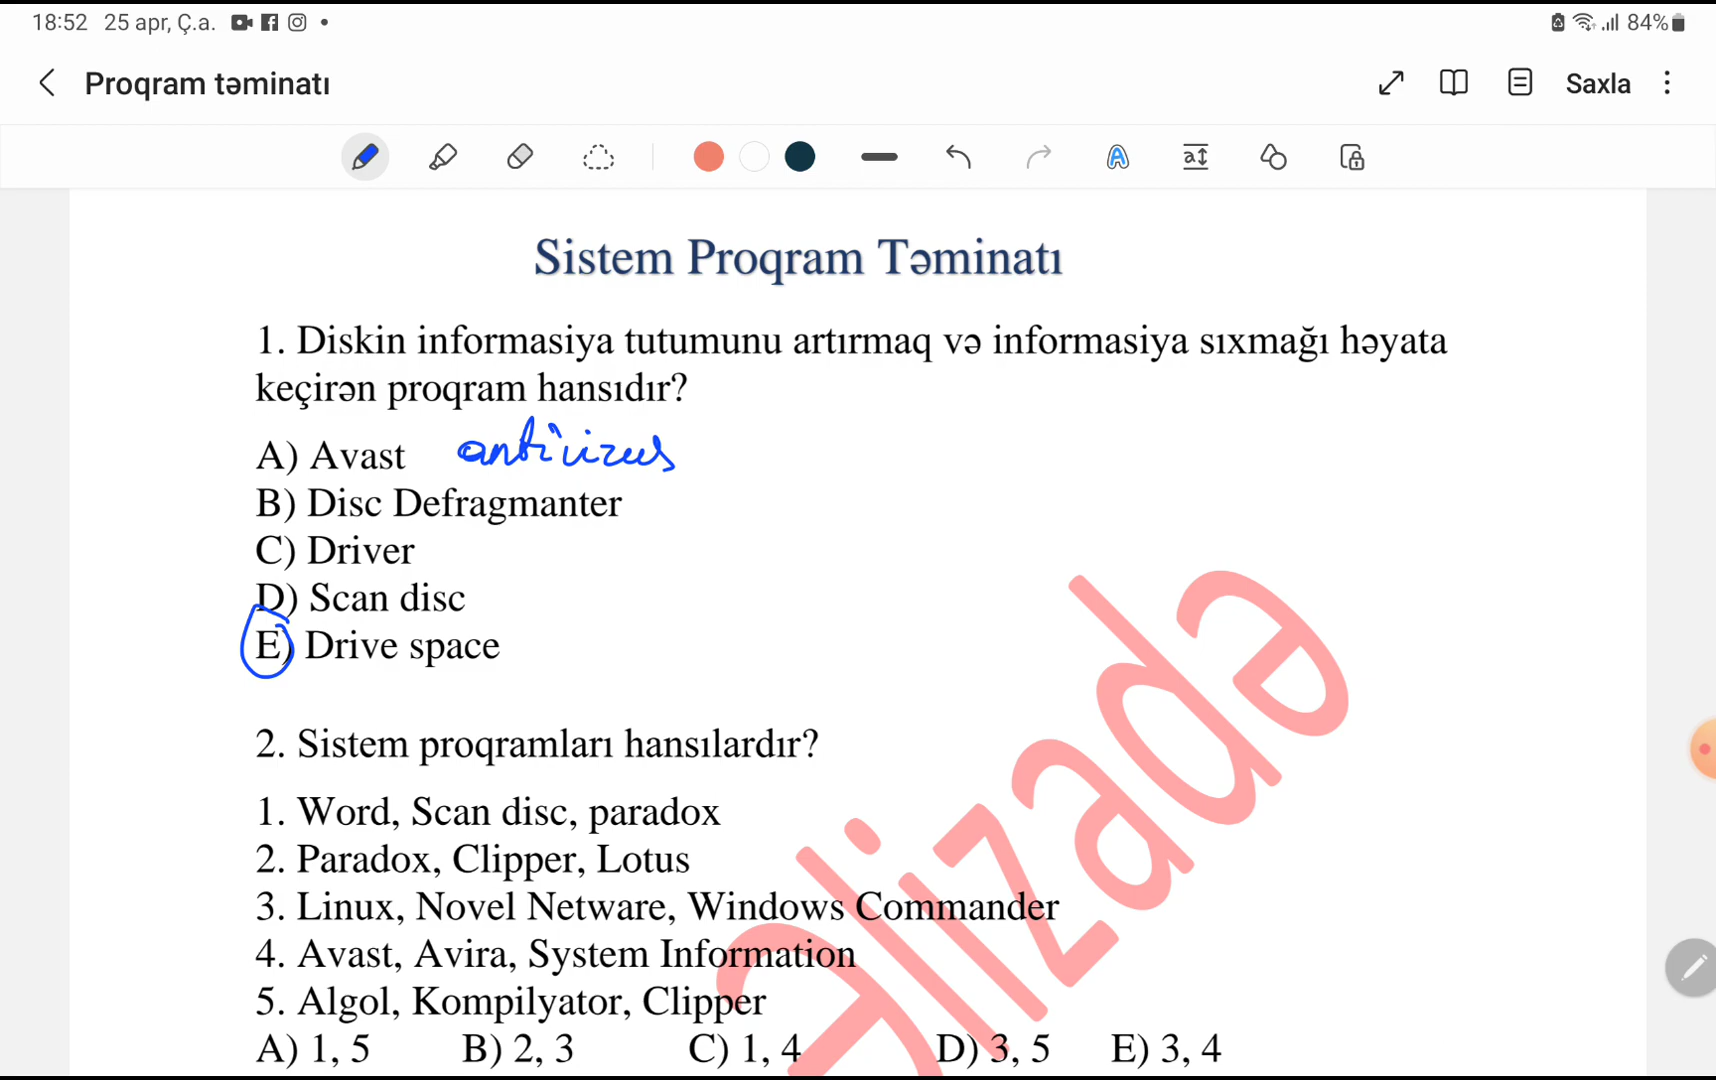 18:52 25 apr, Ç.a. 84%
Proqram təminatı Saxla
Sistem Proqram Təminatı
1. Diskin informasiya tutumunu artırmaq və informasiya sıxmağı həyata
keçirən proqram hansıdır?
A) Avast antivirus
B) Disc Defragmanter
C) Driver
D) Scan disc
E) Drive space
2. Sistem proqramları hansılardır?
1. Word, Scan disc, paradox
2. Paradox, Clipper, Lotus
3. Linux, Novel Netware, Windows Commander
4. Avast, Avira, System Information
5. Algol, Kompilyator, Clipper
A) 1, 5 B) 2, 3 C) 1, 4 D) 3, 5 E) 3, 4
əlizadə